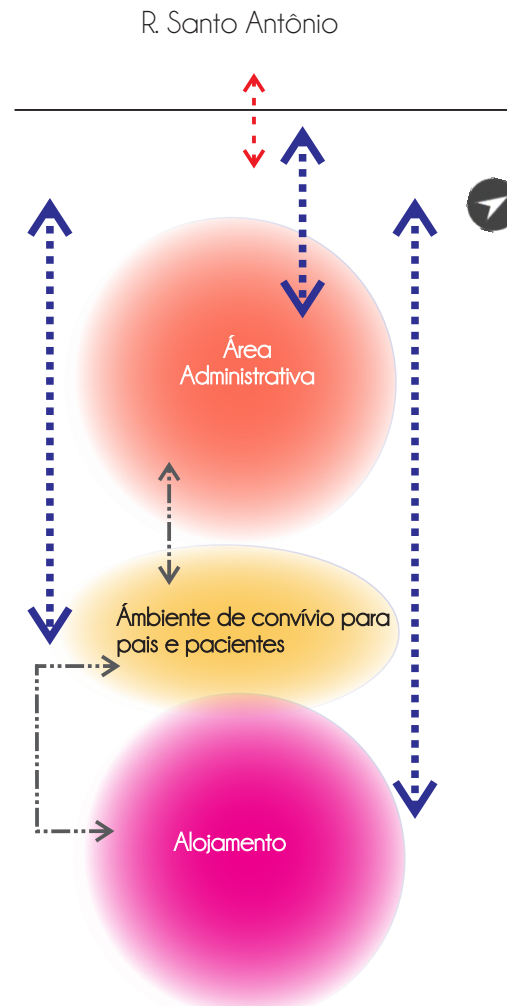 R. Santo Antônio
Área
Administrativa
Ámbiente de convívio para
pais e pacientes
Alojamento